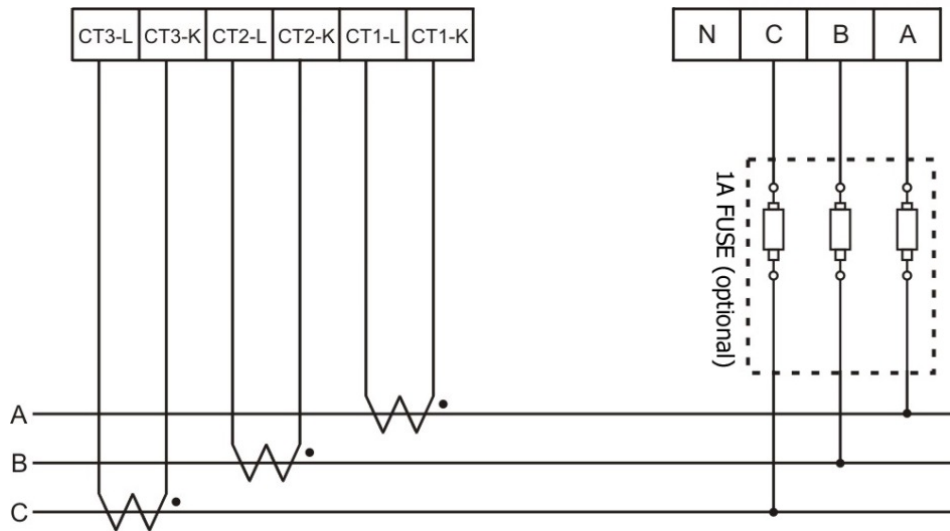 CT3-L CT3-K CT2-L CT2-K CT1-L CT1-K
N C B A
1A FUSE (optional)
A
B
C